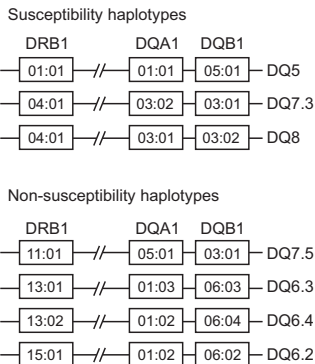 Susceptibility haplotypes
DRB1 DQA1 DQB1
01:01 01:01 05:01 DQ5
04:01 03:02 03:01 DQ7.3
04:01 03:01 03:02 DQ8
Non-susceptibility haplotypes
DRB1 DQA1 DQB1
11:01 05:01 03:01 DQ7.5
13:01 01:03 06:03 DQ6.3
13:02 01:02 06:04 DQ6.4
15:01 01:02 06:02 DQ6.2